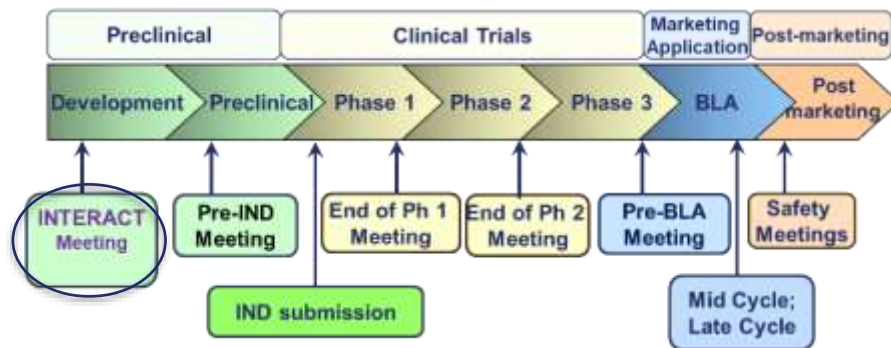 Preclinical
Clinical Trials
Marketing
Application
Post-marketing
Development
Preclinical
Phase 1
Phase 2
Phase 3
BLA
Post
marketing
INTERACT
Meeting
Pre-IND
Meeting
End of Ph 1
Meeting
End of Ph 2
Meeting
Pre-BLA
Meeting
Safety
Meetings
IND submission
Mid Cycle;
Late Cycle